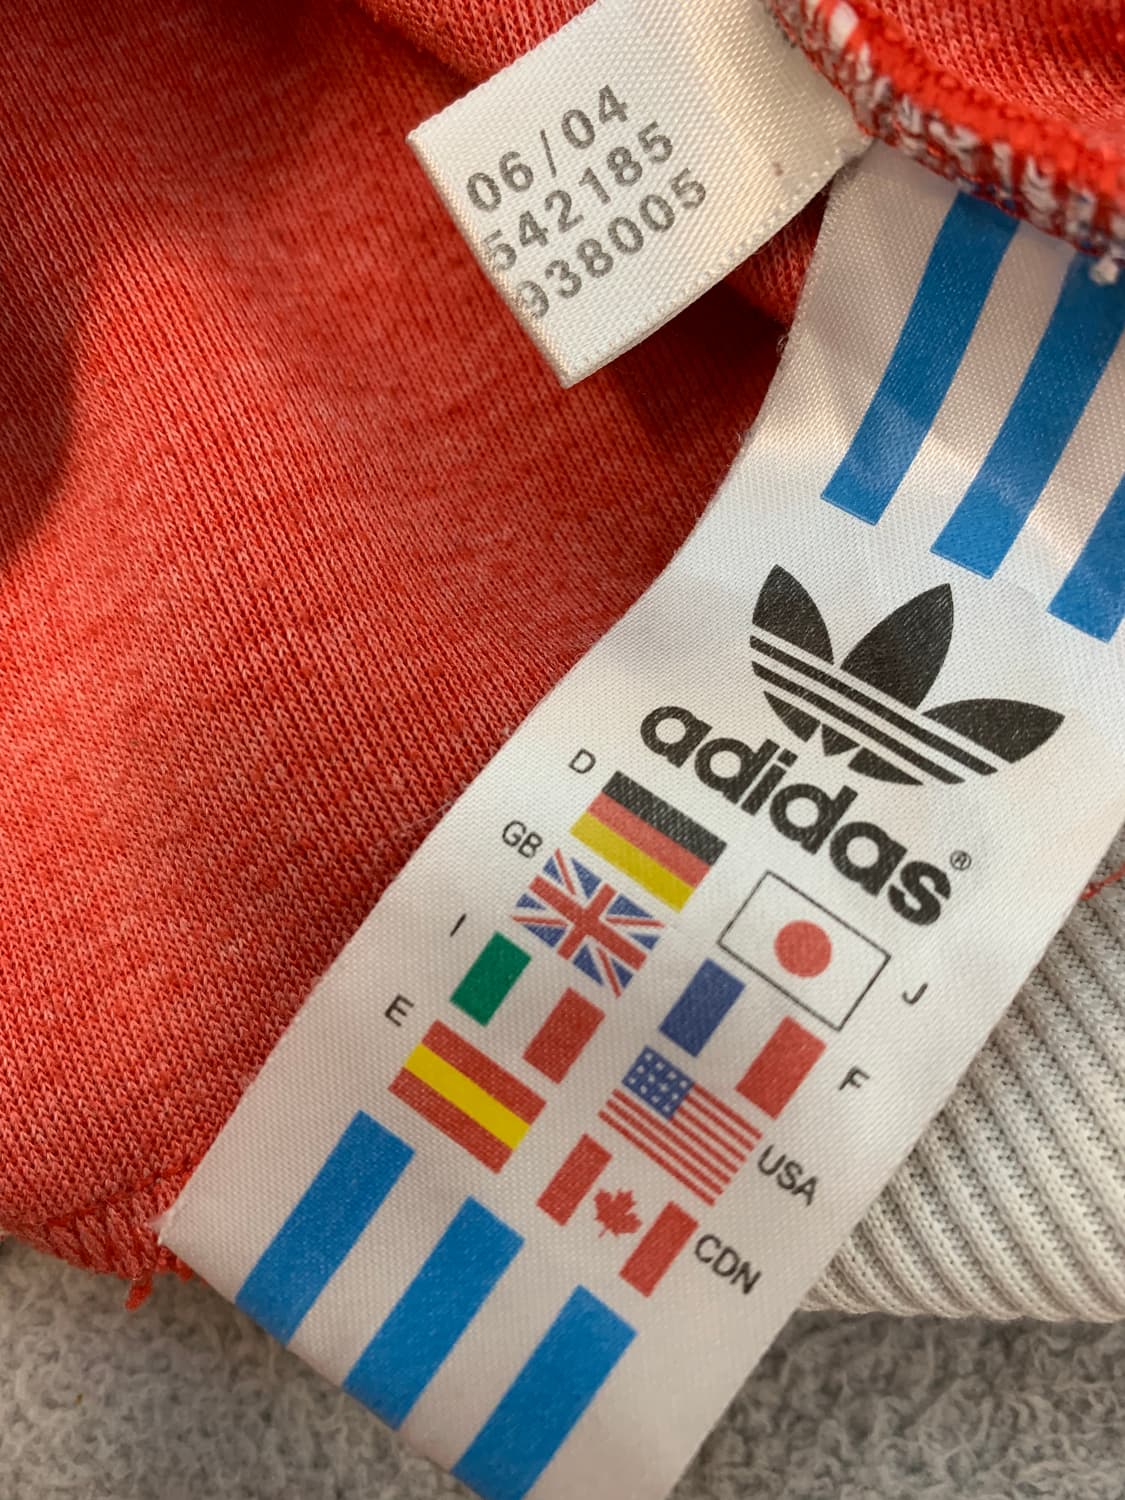 06/04
542185
938005
adidas®
D
GB
I
E
J
F
USA
CDN